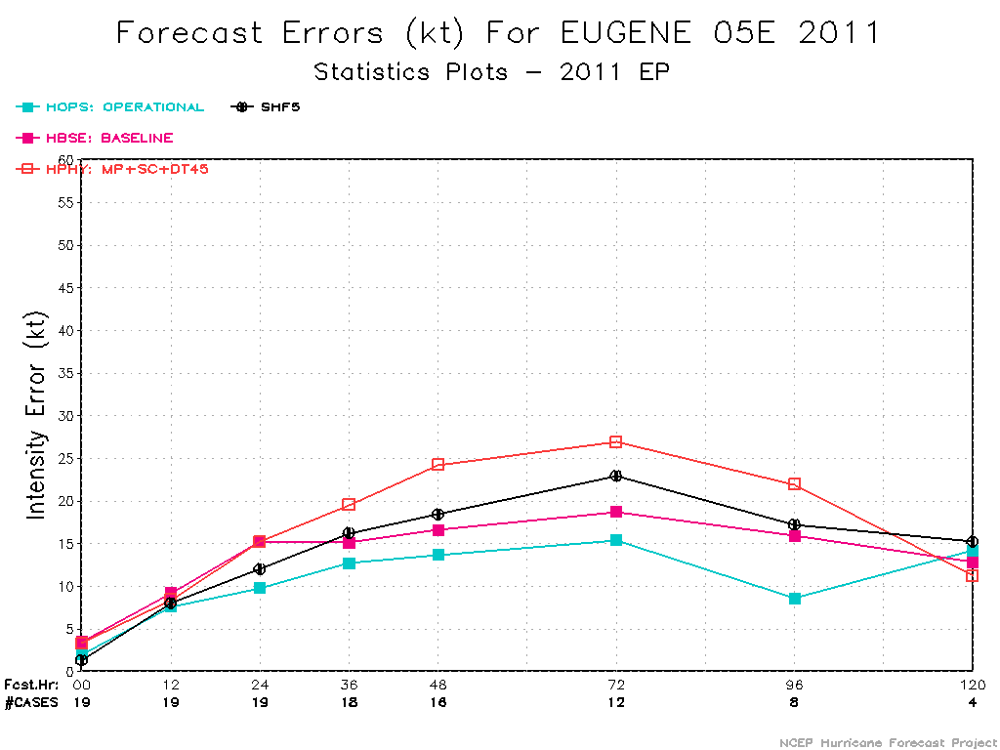 Forecast Errors (kt) For EUGENE 05E 2011
Statistics Plots - 2011 EP
HOPS: OPERATIONAL
SHF5
HBSE: BASELINE
HPHY: MP+SC+DT45
Intensity Error (kt)
60
55
50
45
40
35
30
25
20
15
10
5
0
Fcst.Hr: 00 12 24 36 48 72 96 120
#CASES 19 19 19 18 16 12 8 4
NCEP Hurricane Forecast Project